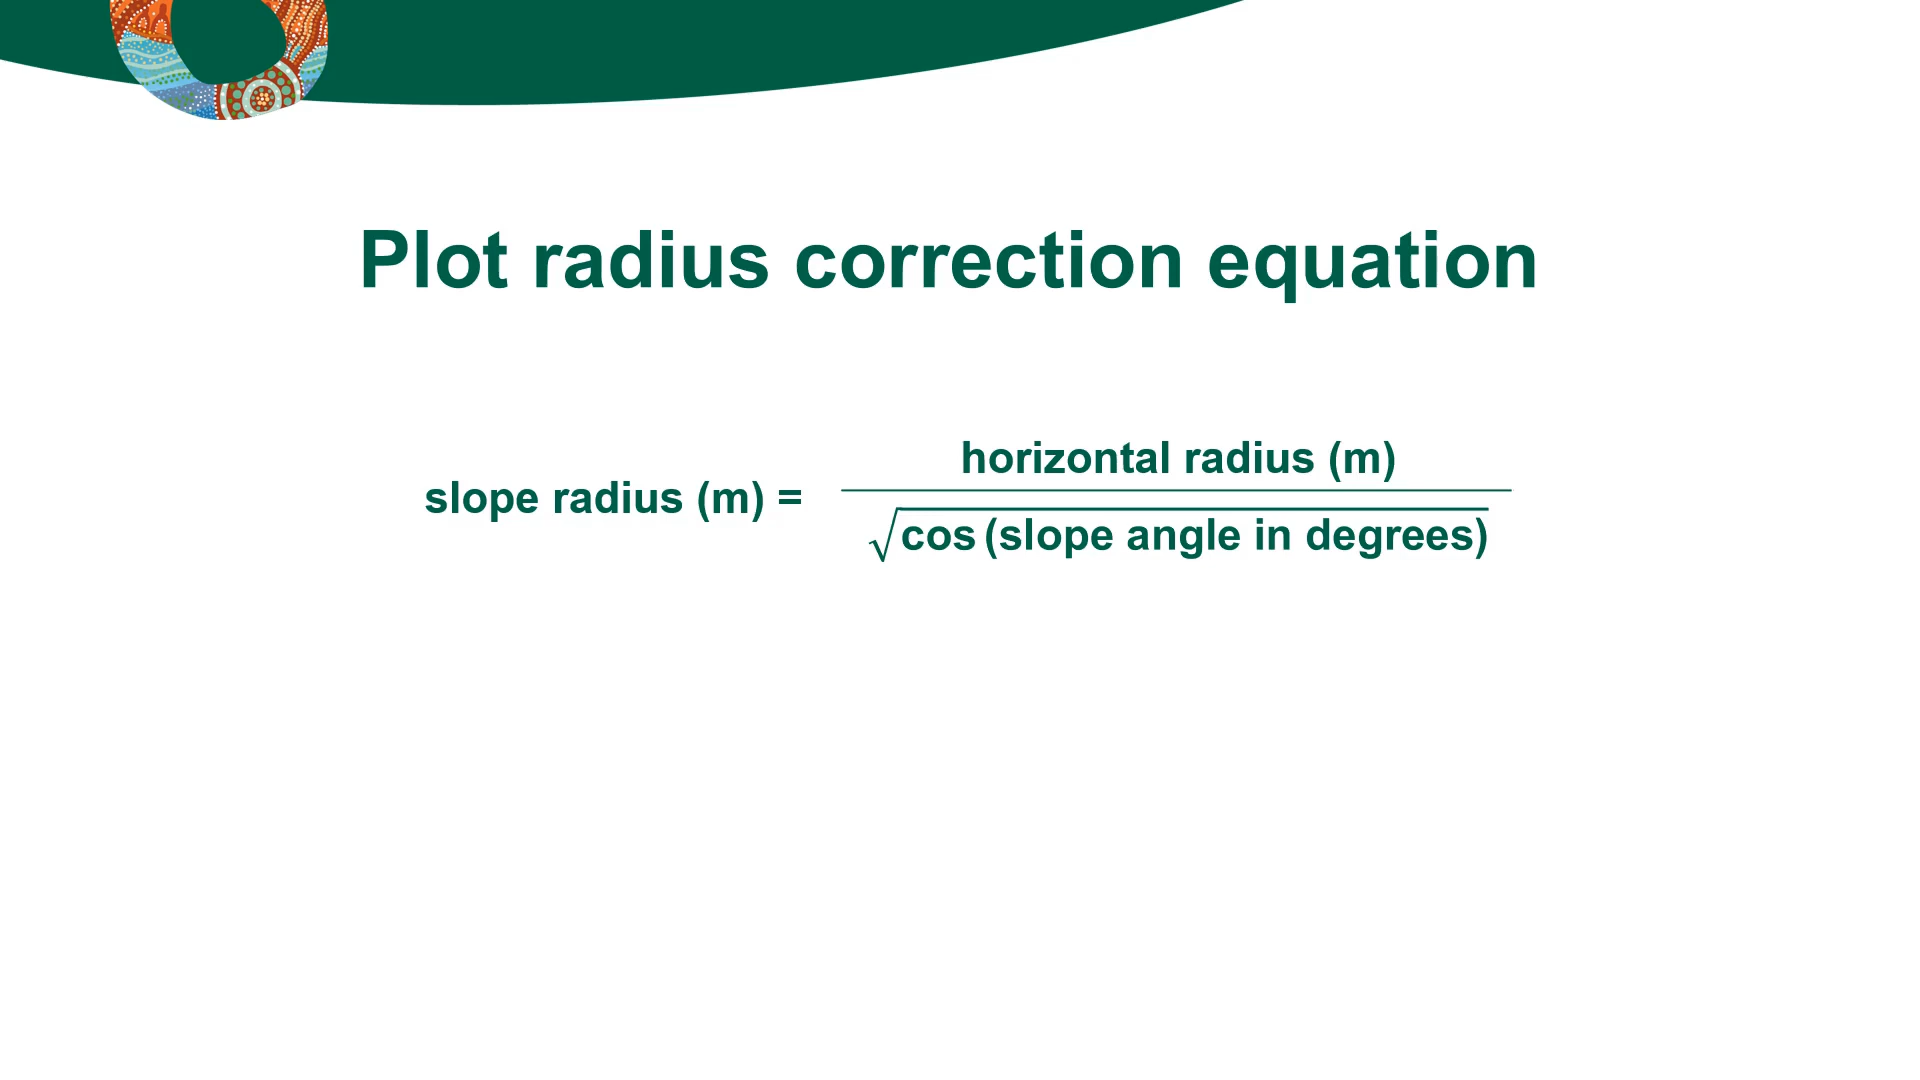 Plot radius correction equation
slope radius (m) =
horizontal radius (m)
√cos (slope angle in degrees)